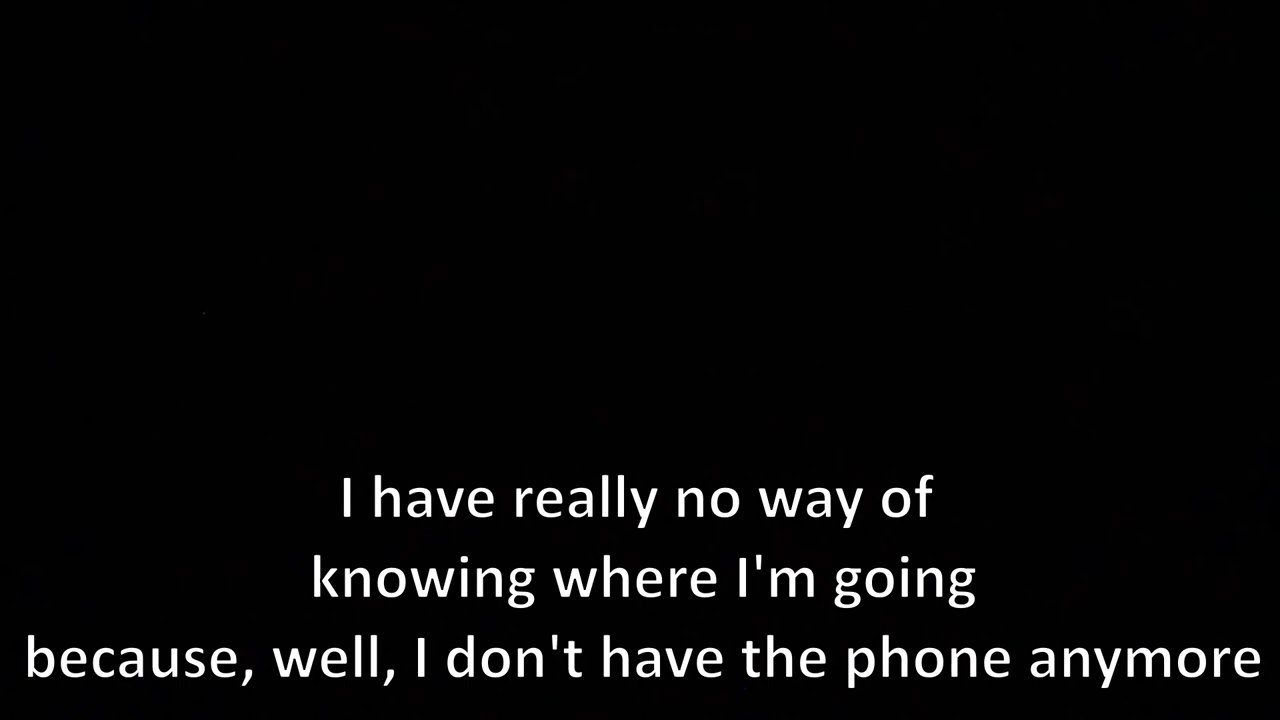 I have really no way of
knowing where I'm going
because, well, I don't have the phone anymore